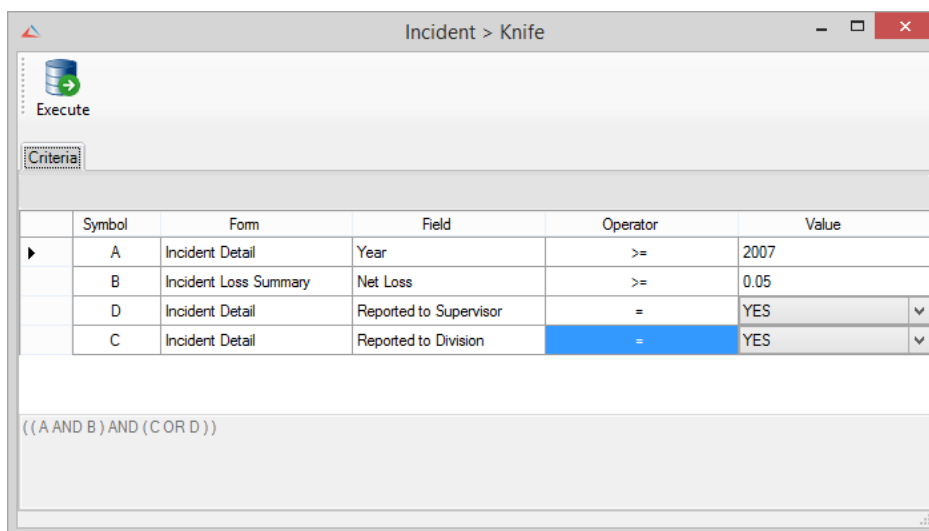 Incident > Knife
Execute
Criteria
Symbol Form Field Operator Value
A Incident Detail Year >= 2007
B Incident Loss Summary Net Loss >= 0.05
D Incident Detail Reported to Supervisor = YES
C Incident Detail Reported to Division = YES
( ( A AND B ) AND ( C OR D ) )